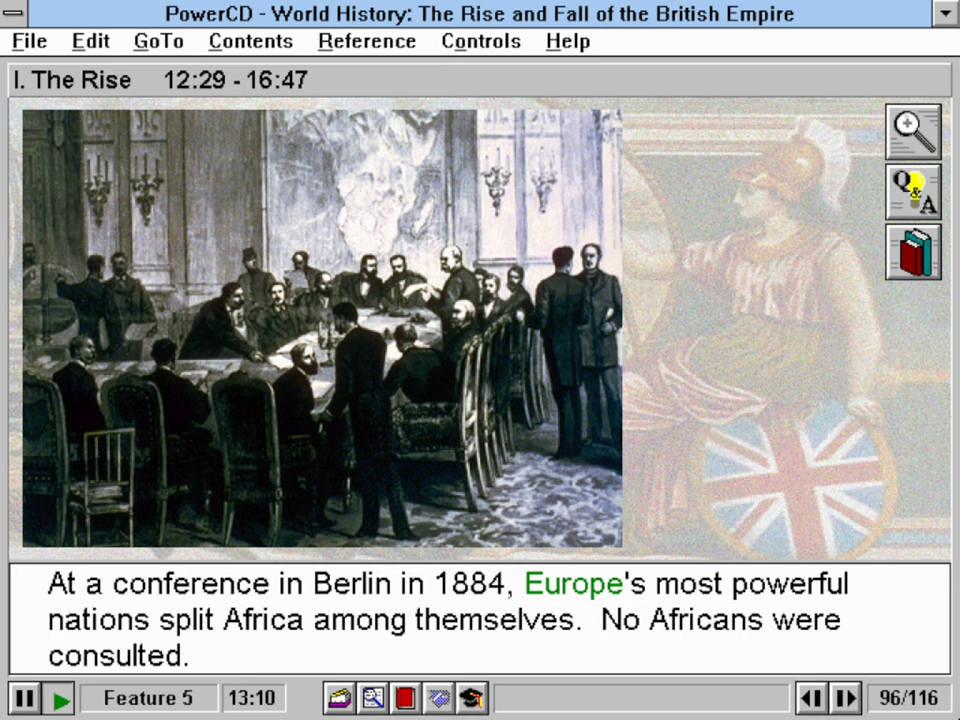 PowerCD - World History: The Rise and Fall of the British Empire
File Edit GoTo Contents Reference Controls Help
I. The Rise 12:29 - 16:47
Q & A
At a conference in Berlin in 1884, Europe's most powerful
nations split Africa among themselves. No Africans were
consulted.
Feature 5 13:10 96/116